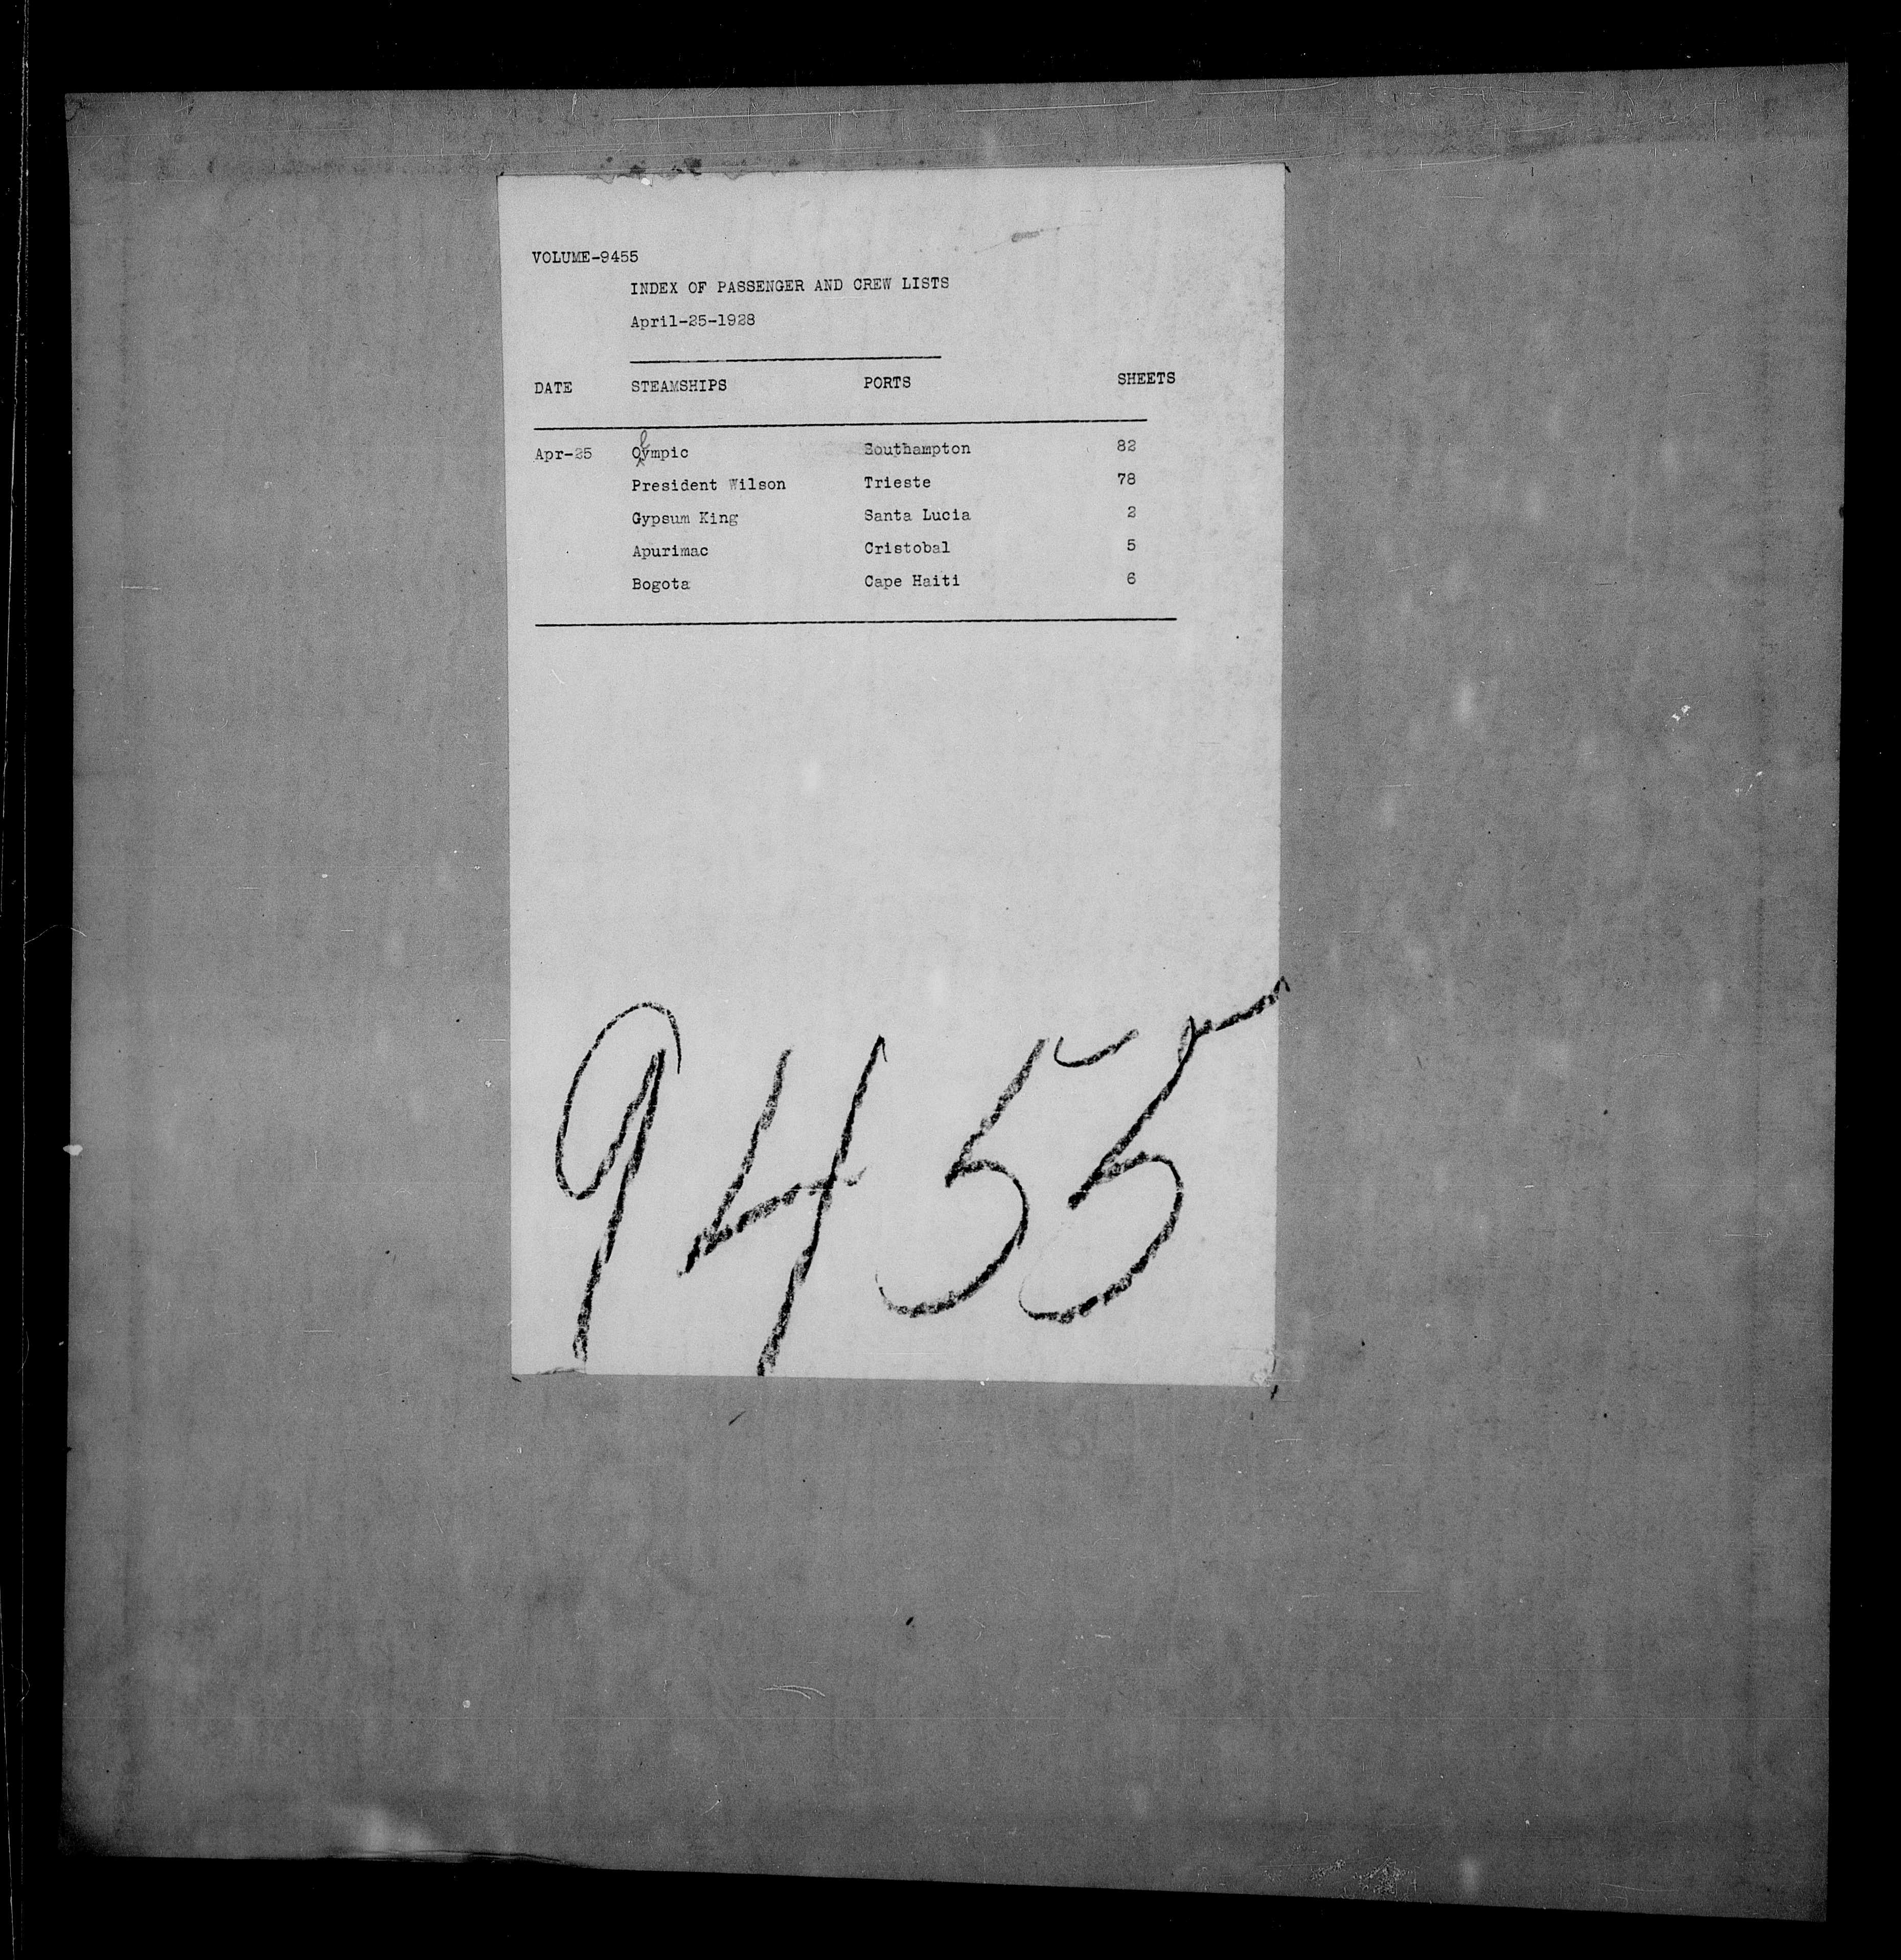 VOLUME-9455
INDEX OF PASSENGER AND CREW LISTS
April-25-1928
DATE STEAMSHIPS PORTS SHEETS
Apr-25 Olympic Southampton 82
President Wilson Trieste 78
Gypsum King Santa Lucia 2
Apurimac Cristobal 5
Bogota Cape Haiti 6
9455